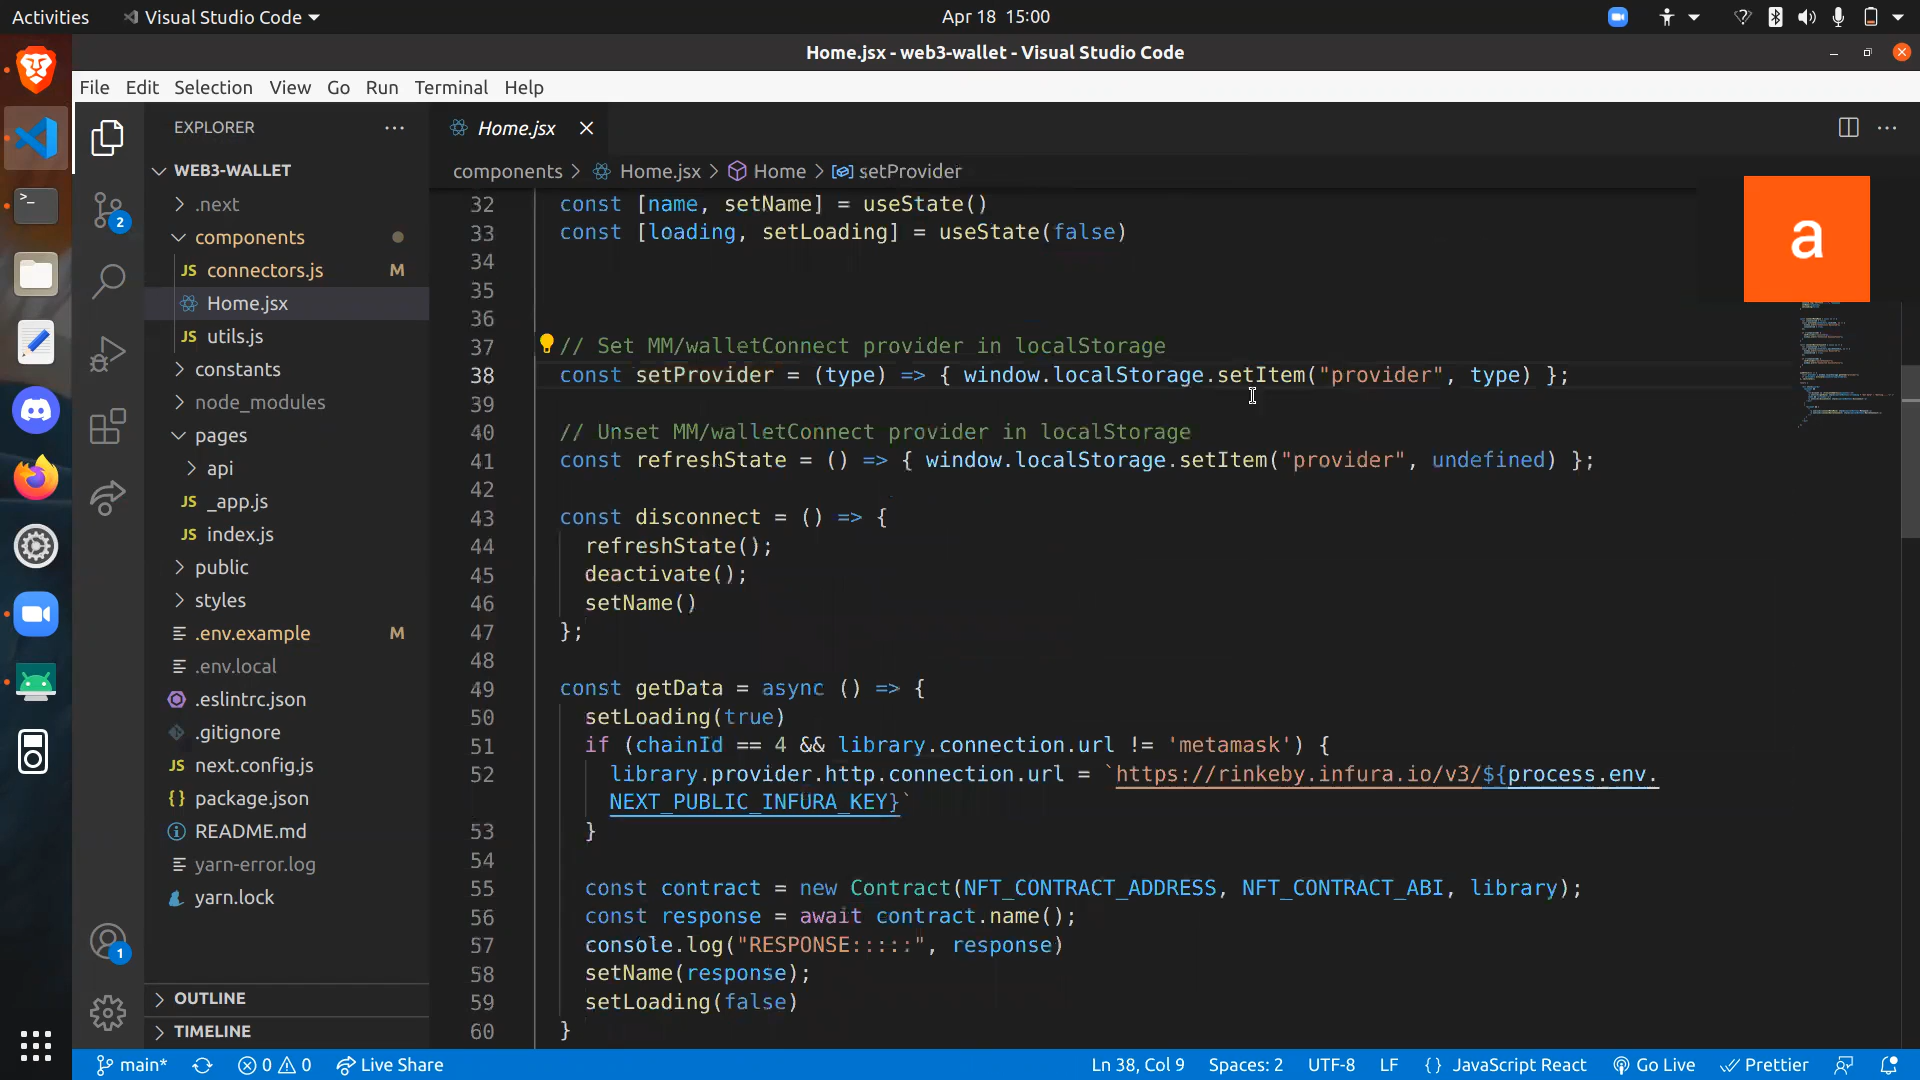 Activities
Visual Studio Code
Apr 18 15:00
Home.jsx - web3-wallet - Visual Studio Code
File Edit Selection View Go Run Terminal Help
EXPLORER
Home.jsx
WEB3-WALLET
components > Home.jsx > Home > setProvider
.next
components
connectors.js M
Home.jsx
utils.js
constants
node_modules
pages
api
_app.js
index.js
public
styles
.env.example M
.env.local
.eslintrc.json
.gitignore
next.config.js
package.json
README.md
yarn-error.log
yarn.lock
OUTLINE
TIMELINE
2
1
a
32 const [name, setName] = useState()
33 const [loading, setLoading] = useState(false)
34
35
36
37 // Set MM/walletConnect provider in localStorage
38 const setProvider = (type) => { window.localStorage.setItem("provider", type) };
39
40 // Unset MM/walletConnect provider in localStorage
41 const refreshState = () => { window.localStorage.setItem("provider", undefined) };
42
43 const disconnect = () => {
44 refreshState();
45 deactivate();
46 setName()
47 };
48
49 const getData = async () => {
50 setLoading(true)
51 if (chainId == 4 && library.connection.url != 'metamask') {
52 library.provider.http.connection.url = `https://rinkeby.infura.io/v3/${process.env.
NEXT_PUBLIC_INFURA_KEY}`
53 }
54
55 const contract = new Contract(NFT_CONTRACT_ADDRESS, NFT_CONTRACT_ABI, library);
56 const response = await contract.name();
57 console.log("RESPONSE:::::", response)
58 setName(response);
59 setLoading(false)
60 }
main* 0 0 Live Share Ln 38, Col 9 Spaces: 2 UTF-8 LF {} JavaScript React Go Live Prettier